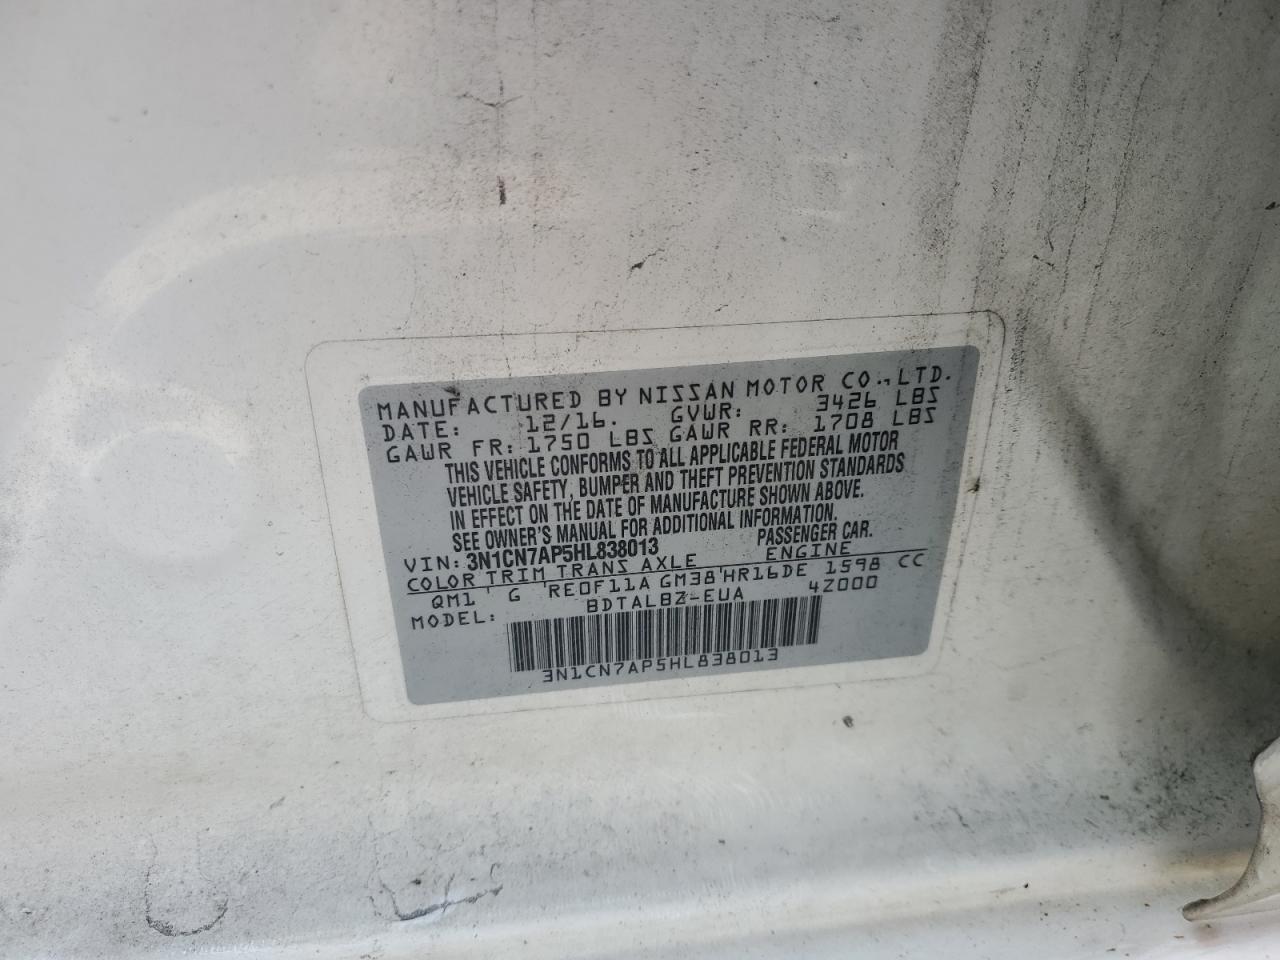 MANUFACTURED BY NISSAN MOTOR CO., LTD.
DATE: 12/16. GVWR: 3426 LBS
GAWR FR: 1750 LBS GAWR RR: 1708 LBS
THIS VEHICLE CONFORMS TO ALL APPLICABLE FEDERAL MOTOR
VEHICLE SAFETY, BUMPER AND THEFT PREVENTION STANDARDS
IN EFFECT ON THE DATE OF MANUFACTURE SHOWN ABOVE.
SEE OWNER'S MANUAL FOR ADDITIONAL INFORMATION.
VIN: 3N1CN7AP5HL838013 PASSENGER CAR.
COLOR TRIM TRANS AXLE ENGINE
QM1 ' G 'RE0F11A GM38'HR16DE 1598 CC
MODEL: BDTALBZ-EUA 4Z000
3N1CN7AP5HL838013